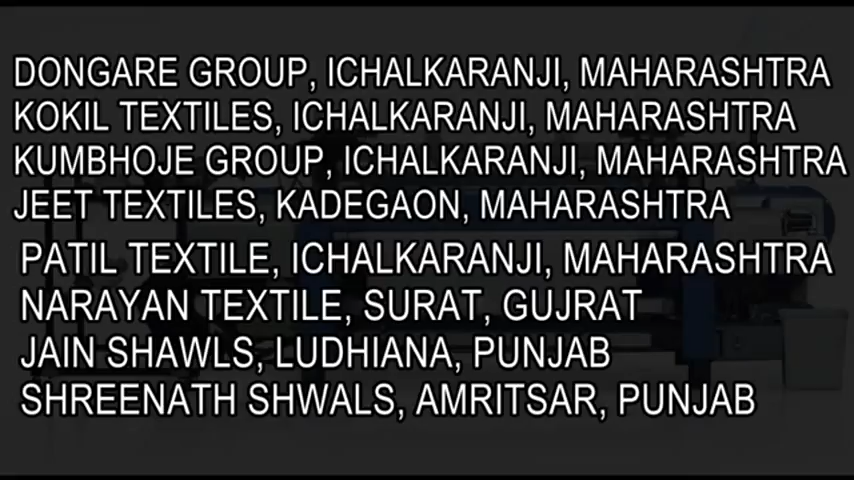 DONGARE GROUP, ICHALKARANJI, MAHARASHTRA
KOKIL TEXTILES, ICHALKARANJI, MAHARASHTRA
KUMBHOJE GROUP, ICHALKARANJI, MAHARASHTRA
JEET TEXTILES, KADEGAON, MAHARASHTRA
PATIL TEXTILE, ICHALKARANJI, MAHARASHTRA
NARAYAN TEXTILE, SURAT, GUJRAT
JAIN SHAWLS, LUDHIANA, PUNJAB
SHREENATH SHWALS, AMRITSAR, PUNJAB